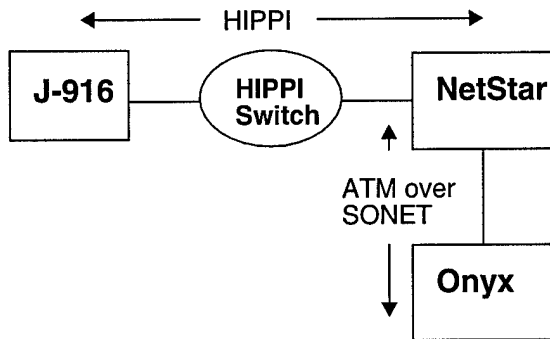 HIPPI
J-916
HIPPI
Switch
NetStar
ATM over
SONET
Onyx